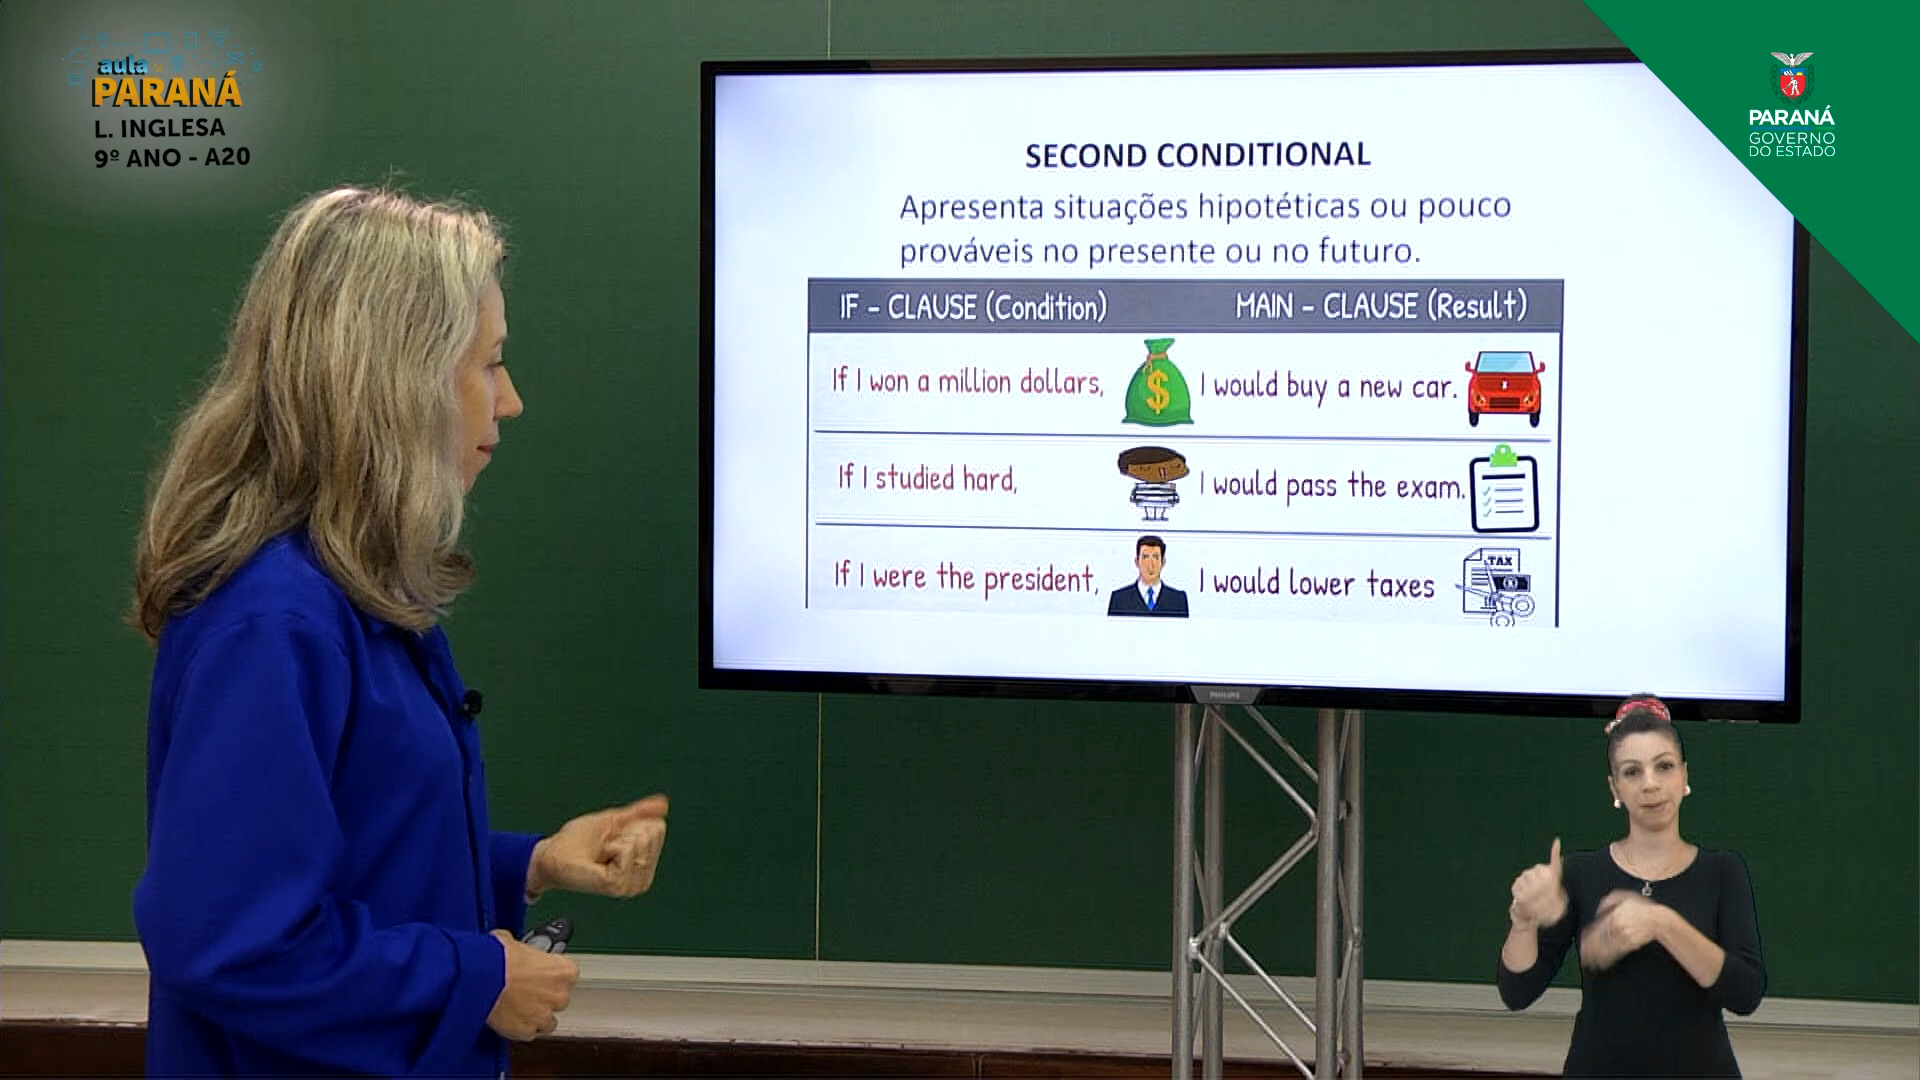 aula
PARANÁ
L. INGLESA
9º ANO - A20
PARANÁ
GOVERNO
DO ESTADO
SECOND CONDITIONAL
Apresenta situações hipotéticas ou pouco
prováveis no presente ou no futuro.
IF - CLAUSE (Condition) MAIN - CLAUSE (Result)
If I won a million dollars, $ I would buy a new car.
If I studied hard, I would pass the exam.
If I were the president, I would lower taxes
TAX
PHILIPS